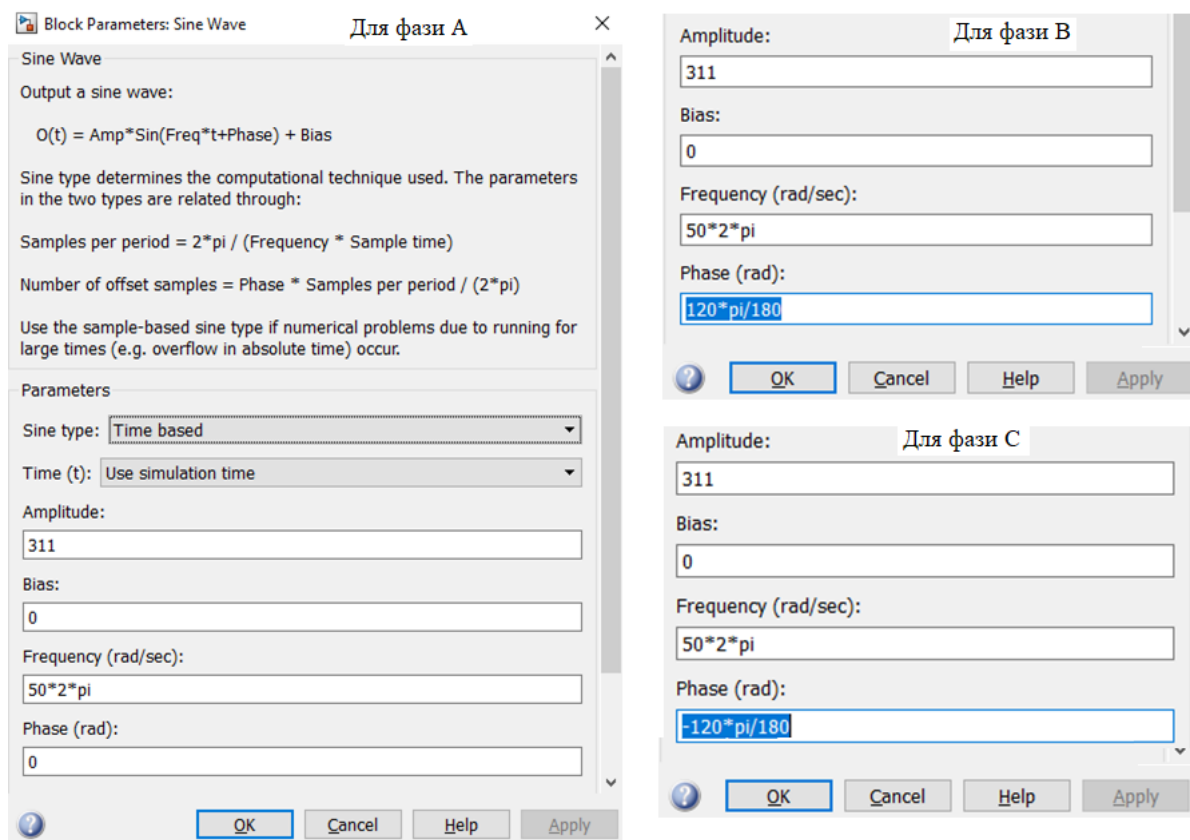 Block Parameters: Sine Wave
Для фази А
Sine Wave
Output a sine wave:
O(t) = Amp*Sin(Freq*t+Phase) + Bias
Sine type determines the computational technique used. The parameters
in the two types are related through:
Samples per period = 2*pi / (Frequency * Sample time)
Number of offset samples = Phase * Samples per period / (2*pi)
Use the sample-based sine type if numerical problems due to running for
large times (e.g. overflow in absolute time) occur.
Parameters
Sine type: Time based
Time (t): Use simulation time
Amplitude:
311
Bias:
0
Frequency (rad/sec):
50*2*pi
Phase (rad):
0
OK Cancel Help Apply
Для фази В
Amplitude:
311
Bias:
0
Frequency (rad/sec):
50*2*pi
Phase (rad):
120*pi/180
OK Cancel Help Apply
Для фази С
Amplitude:
311
Bias:
0
Frequency (rad/sec):
50*2*pi
Phase (rad):
-120*pi/180
OK Cancel Help Apply